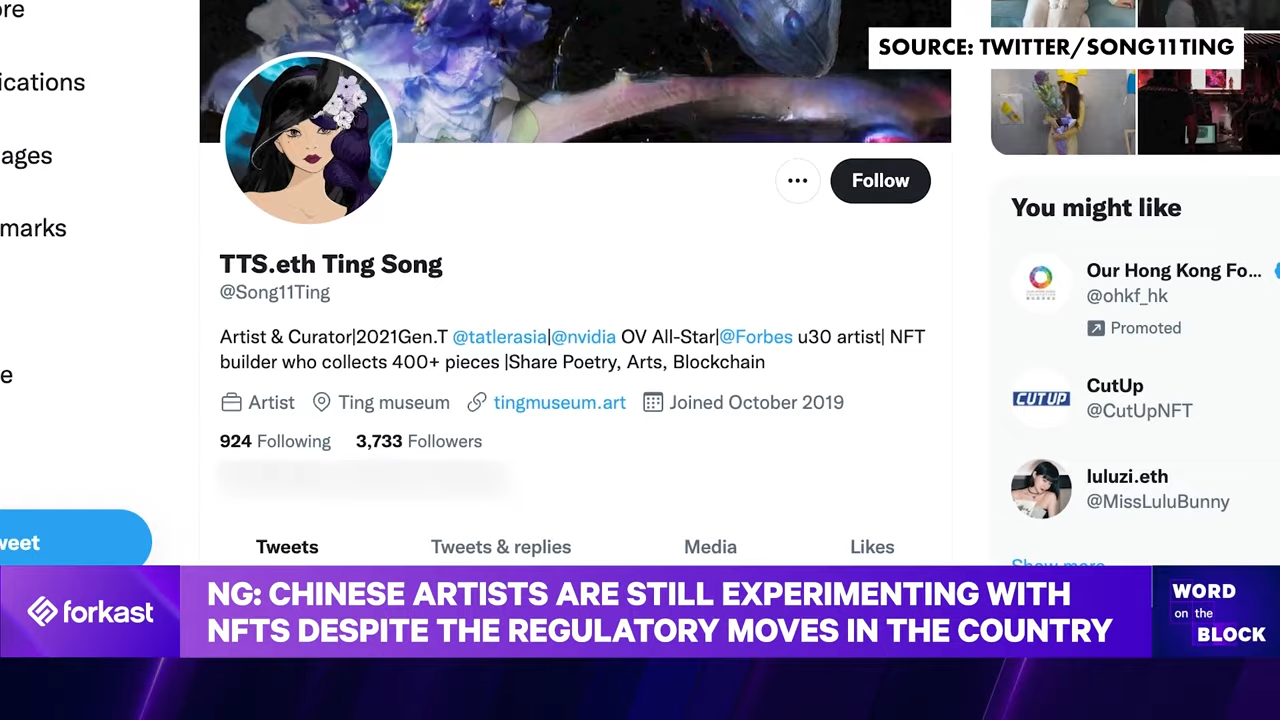 ore
SOURCE: TWITTER/SONG11TING
ications
ages
marks
e
weet
Follow
TTS.eth Ting Song
@Song11Ting
Artist & Curator|2021Gen.T @tatlerasia|@nvidia OV All-Star|@Forbes u30 artist| NFT
builder who collects 400+ pieces |Share Poetry, Arts, Blockchain
Artist Ting museum tingmuseum.art Joined October 2019
924 Following 3,733 Followers
Tweets Tweets & replies Media Likes
You might like
Our Hong Kong Fo...
@ohkf_hk
Promoted
CUTUP
CutUp
@CutUpNFT
luluzi.eth
@MissLuluBunny
Show more
forkast
NG: CHINESE ARTISTS ARE STILL EXPERIMENTING WITH
NFTS DESPITE THE REGULATORY MOVES IN THE COUNTRY
WORD
on the
BLOCK